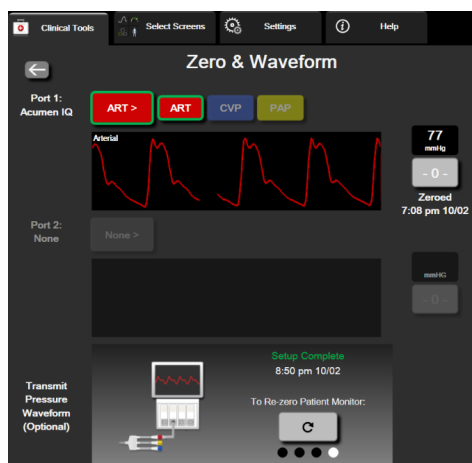 Clinical Tools
Select Screens
Settings
Help
Zero & Waveform
Port 1:
Acumen IQ
ART >
ART
CVP
PAP
Arterial
77
mmHg
- 0 -
Zeroed
7:08 pm 10/02
Port 2:
None
None >
mmHG
- 0 -
Transmit
Pressure
Waveform
(Optional)
Setup Complete
8:50 pm 10/02
To Re-zero Patient Monitor: